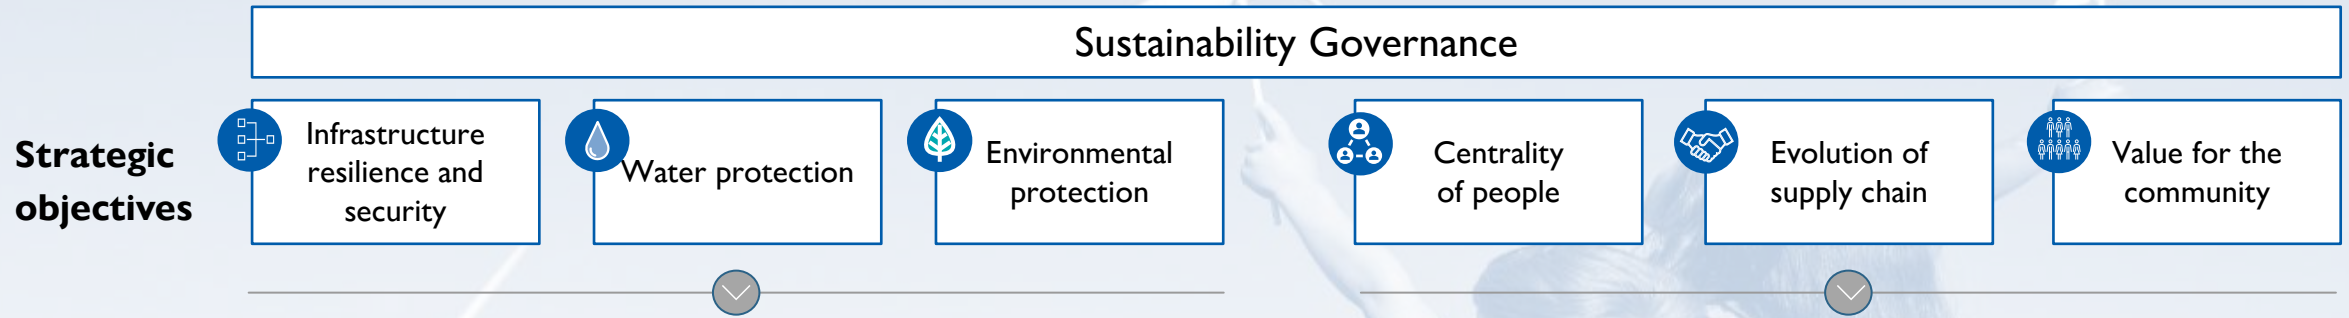 Sustainability Governance
Strategic
objectives
Infrastructure
resilience and
security
Water protection
Environmental
protection
Centrality
of people
Evolution of
supply chain
Value for the
community